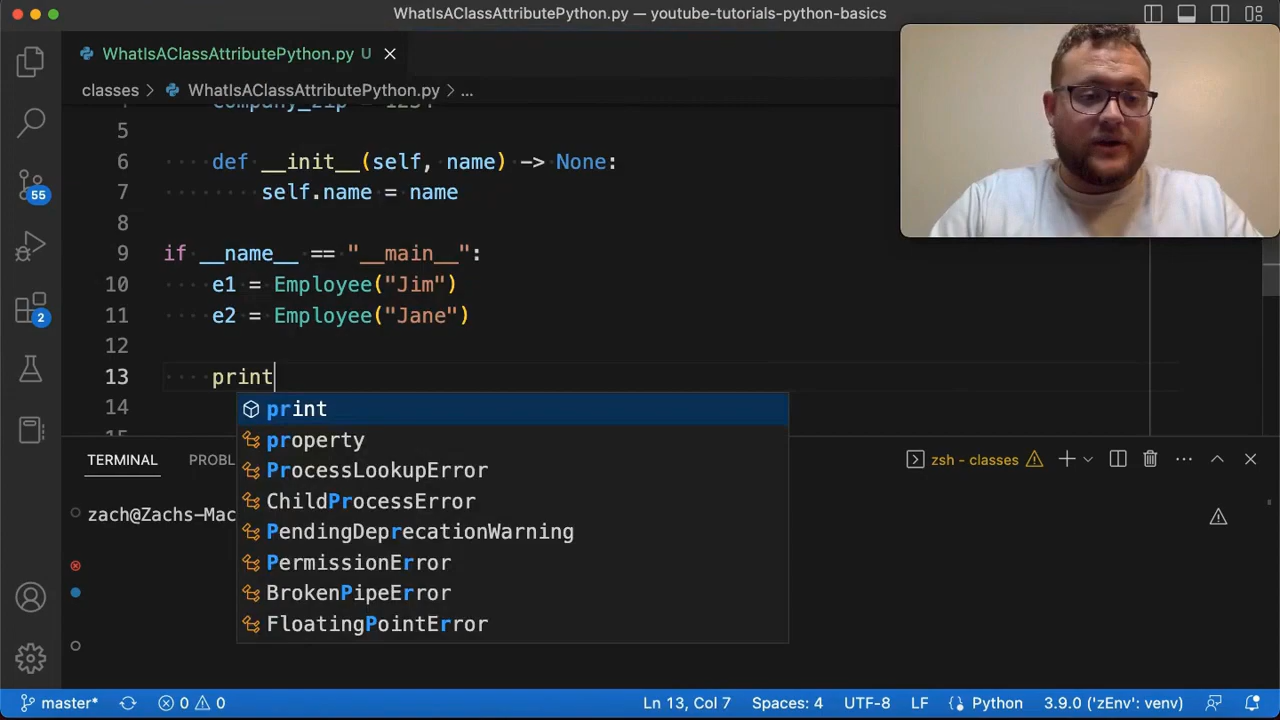 WhatIsAClassAttributePython.py — youtube-tutorials-python-basics
WhatIsAClassAttributePython.py U
classes > WhatIsAClassAttributePython.py > ...
company_zip = 1234
5
6 def __init__(self, name) -> None:
7 self.name = name
8
9 if __name__ == "__main__":
10 e1 = Employee("Jim")
11 e2 = Employee("Jane")
12
13 print
14
print
property
ProcessLookupError
ChildProcessError
PendingDeprecationWarning
PermissionError
BrokenPipeError
FloatingPointError
55
2
TERMINAL PROBL
zsh - classes
zach@Zachs-Mac
master* 0 0 Ln 13, Col 7 Spaces: 4 UTF-8 LF Python 3.9.0 ('zEnv': venv)